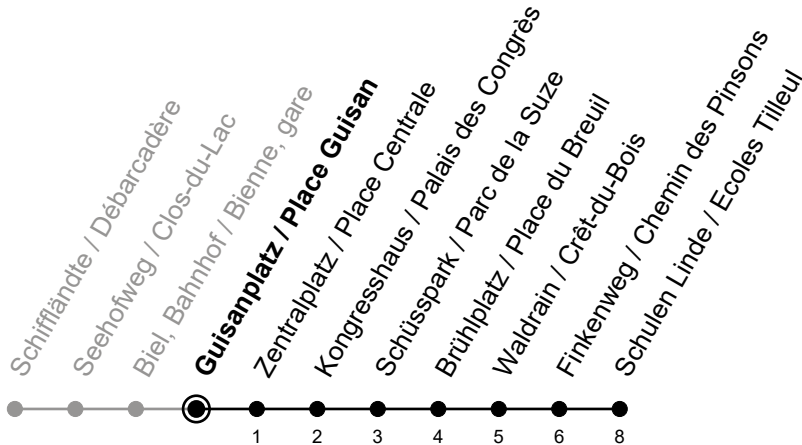 Schiffländte / Débarcadère
Seehofweg / Clos-du-Lac
Biel, Bahnhof / Bienne, gare
Guisanplatz / Place Guisan
Zentralplatz / Place Centrale
Kongresshaus / Palais des Congrès
Schüsspark / Parc de la Suze
Brühlplatz / Place du Breuil
Waldrain / Crêt-du-Bois
Finkenweg / Chemin des Pinsons
Schulen Linde / Ecoles Tilleul
1 2 3 4 5 6 8